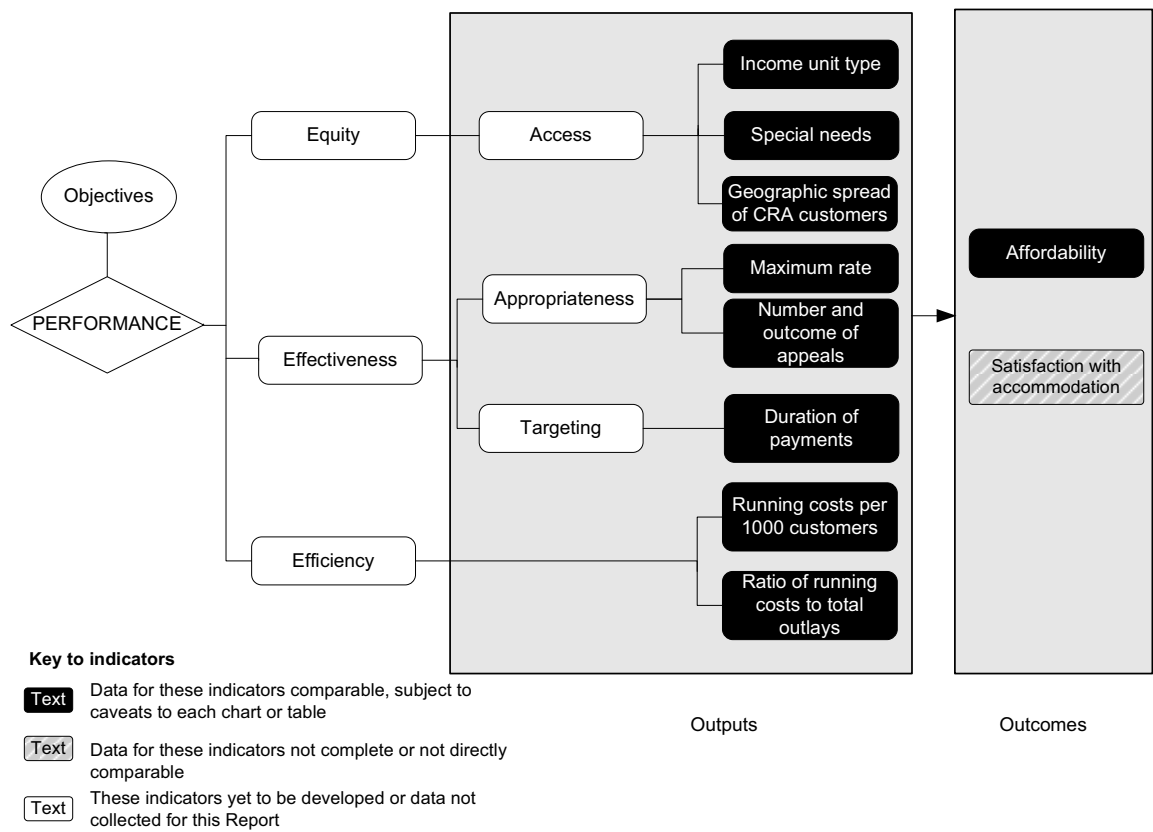 Objectives
PERFORMANCE
Equity
Effectiveness
Efficiency
Access
Appropriateness
Targeting
Income unit type
Special needs
Geographic spread
of CRA customers
Maximum rate
Number and
outcome of
appeals
Duration of
payments
Running costs per
1000 customers
Ratio of running
costs to total
outlays
Outputs
Affordability
Satisfaction with
accommodation
Outcomes
Key to indicators
Text
Data for these indicators comparable, subject to
caveats to each chart or table
Text
Data for these indicators not complete or not directly
comparable
Text
These indicators yet to be developed or data not
collected for this Report